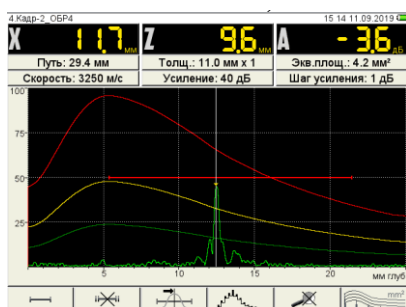 4.Кадр-2_ОБР4 15 14 11.09.2019
X 11.7 мм Z 9.6 мм A -3.6 дБ
Путь: 29.4 мм Толщ.: 11.0 мм x 1 Экв.площ.: 4.2 мм²
Скорость: 3250 м/с Усиление: 40 дБ Шаг усиления: 1 дБ
100
75
50
25
5 10 15 20 мм глуб
mm²